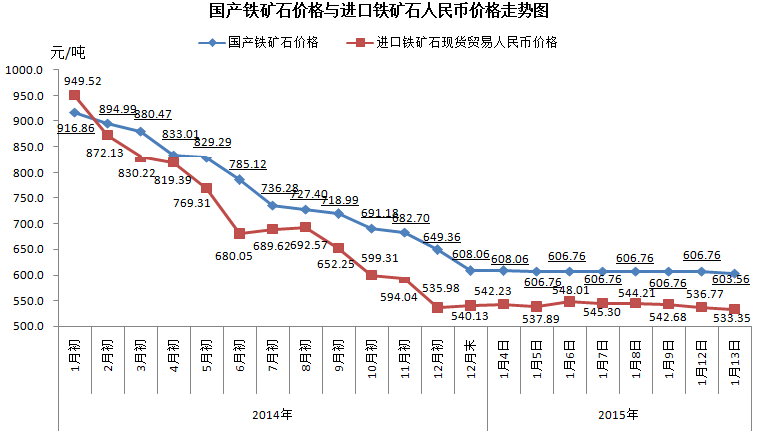 国产铁矿石价格与进口铁矿石人民币价格走势图
国产铁矿石价格 进口铁矿石现货贸易人民币价格
元/吨
1000.0
950.0
900.0
850.0
800.0
750.0
700.0
650.0
600.0
550.0
500.0
949.52
916.86
894.99
872.13
880.47
830.22
833.01
819.39
829.29
769.31
785.12
680.05
736.28
689.62
727.40
692.57
718.99
652.25
691.18
599.31
682.70
594.04
649.36
535.98
608.06
540.13
608.06
542.23
606.76
537.89
606.76
548.01
606.76
545.30
606.76
544.21
606.76
542.68
606.76
536.77
603.56
533.35
1月初
2月初
3月初
4月初
5月初
6月初
7月初
8月初
9月初
10月初
11月初
12月初
12月末
1月4日
1月5日
1月6日
1月7日
1月8日
1月9日
1月12日
1月13日
2014年 2015年